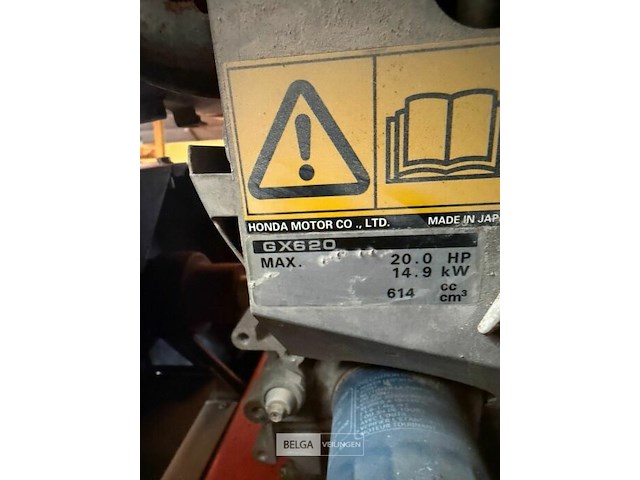 HONDA MOTOR CO., LTD. MADE IN JAP
GX620
MAX. 20.0 HP
14.9 kW
614 cc
cm³
BELGA VEILINGEN